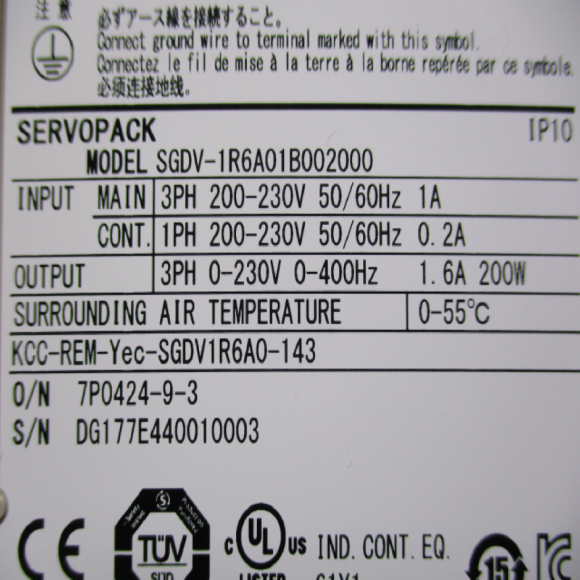 注意
必ずアース線を接続すること。
Connect ground wire to terminal marked with this symbol.
Connectez le fil de mise à la terre à la borne repérée par ce symbole.
必须连接地线。
SERVOPACK IP10
MODEL SGDV-1R6A01B002000
INPUT MAIN 3PH 200-230V 50/60Hz 1A
CONT. 1PH 200-230V 50/60Hz 0.2A
OUTPUT 3PH 0-230V 0-400Hz 1.6A 200W
SURROUNDING AIR TEMPERATURE 0-55℃
KCC-REM-Yec-SGDV1R6A0-143
O/N 7P0424-9-3
S/N DG177E440010003
CE TÜV SÜD c UL US LISTED IND. CONT. EQ. 15